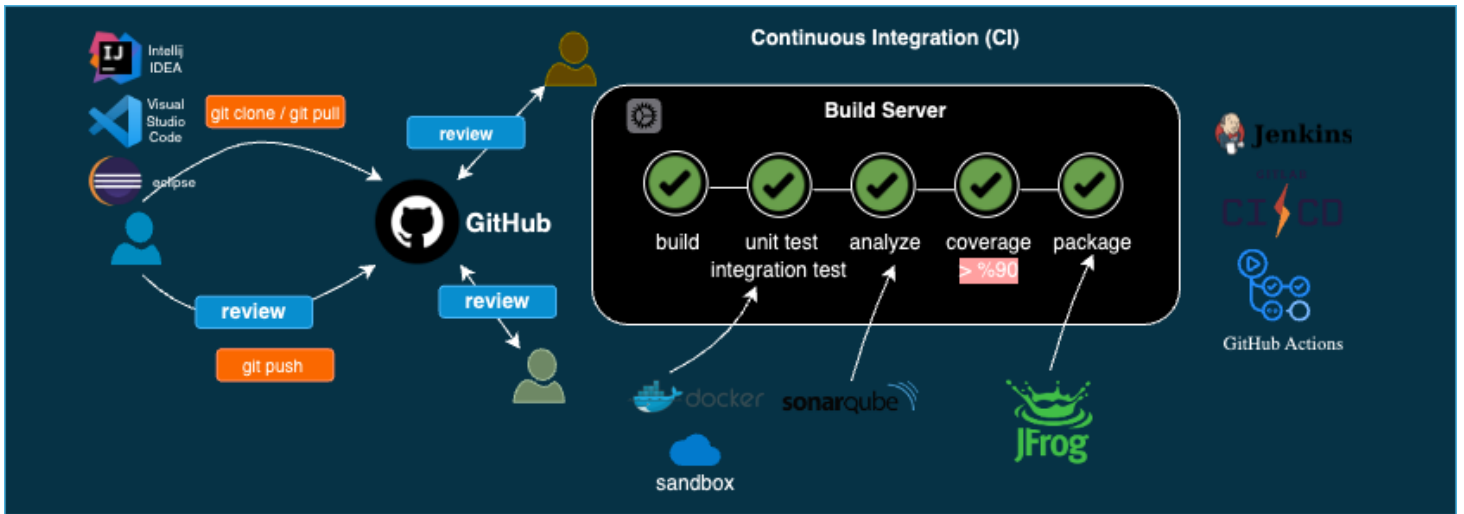 Continuous Integration (CI)
IJ
Intellij
IDEA
Visual
Studio
Code
eclipse
git clone / git pull
review
GitHub
review
review
git push
Build Server
build
unit test
integration test
analyze
coverage
> %90
package
docker
sandbox
sonarqube
JFrog
Jenkins
GITLAB
CI CD
GitHub Actions